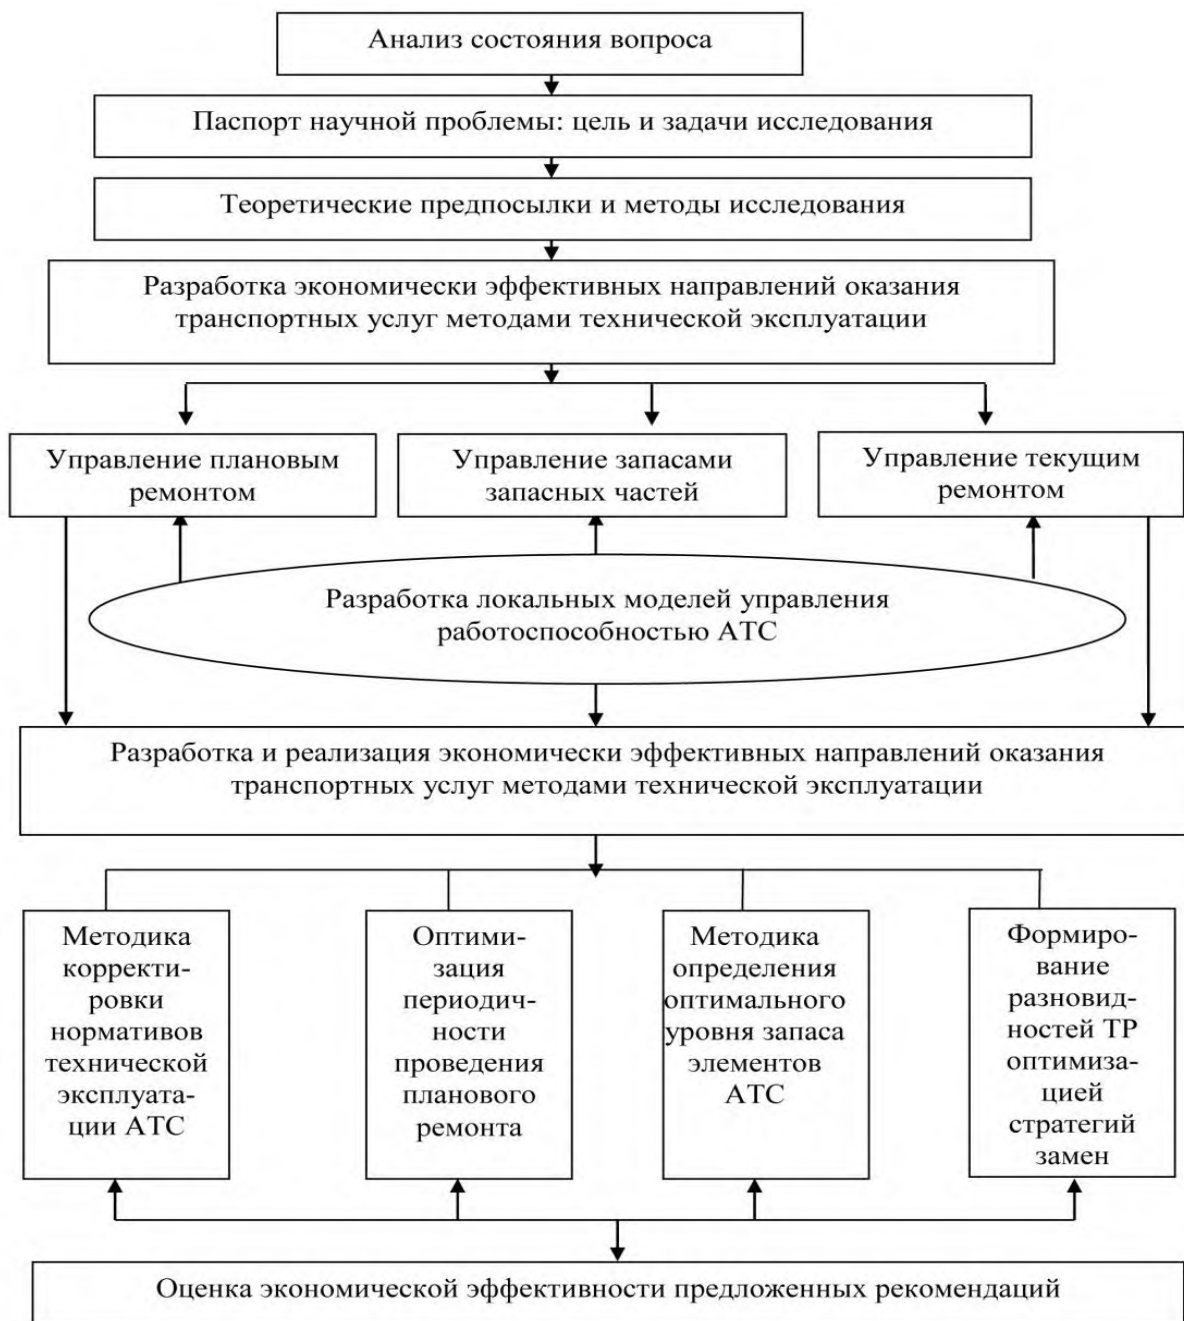 Анализ состояния вопроса
Паспорт научной проблемы: цель и задачи исследования
Теоретические предпосылки и методы исследования
Разработка экономически эффективных направлений оказания
транспортных услуг методами технической эксплуатации
Управление плановым
ремонтом
Управление запасами
запасных частей
Управление текущим
ремонтом
Разработка локальных моделей управления
работоспособностью АТС
Разработка и реализация экономически эффективных направлений оказания
транспортных услуг методами технической эксплуатации
Методика
корректи-
ровки
нормативов
технической
эксплуата-
ции АТС
Оптими-
зация
периодич-
ности
проведения
планового
ремонта
Методика
определения
оптимального
уровня запаса
элементов
АТС
Формиро-
вание
разновид-
ностей ТР
оптимиза-
цией
стратегий
замен
Оценка экономической эффективности предложенных рекомендаций